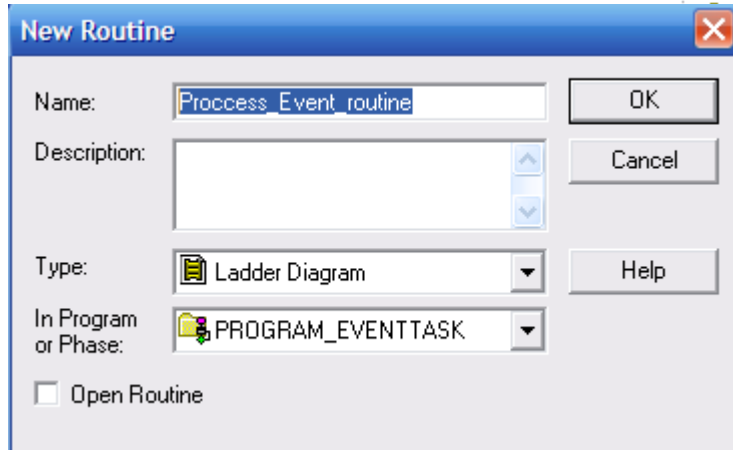 New Routine
Name: Proccess_Event_routine OK
Description: Cancel
Type: Ladder Diagram Help
In Program
or Phase: PROGRAM_EVENTTASK
Open Routine